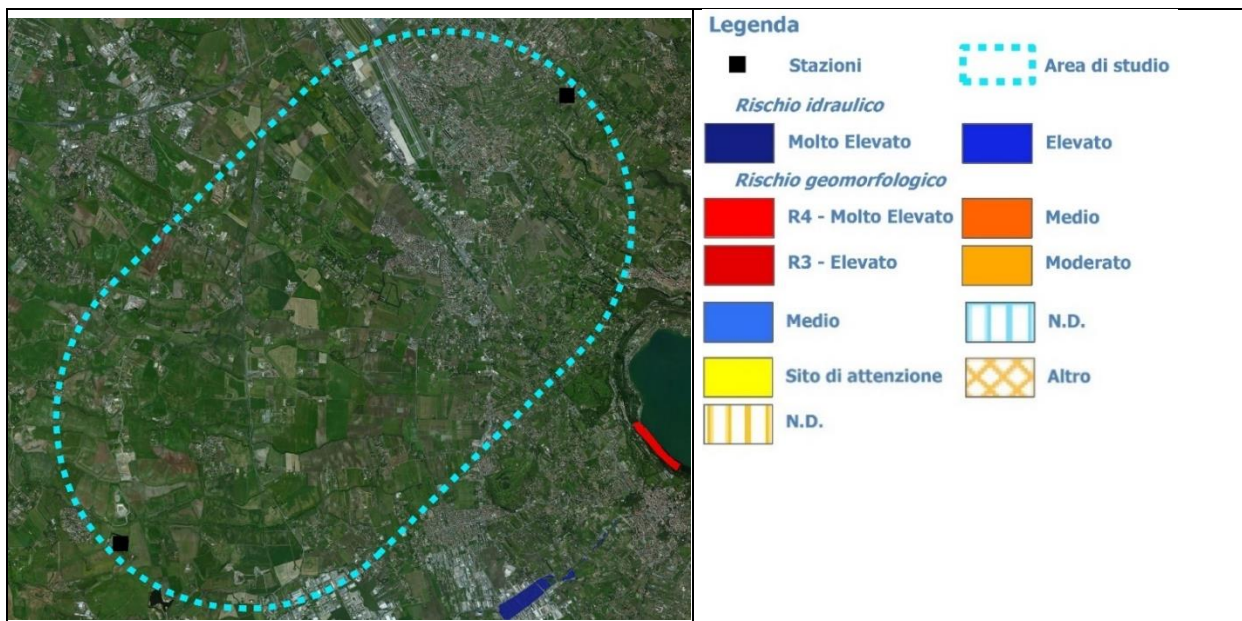 Legenda
Stazioni Area di studio
Rischio idraulico
Molto Elevato Elevato
Rischio geomorfologico
R4 - Molto Elevato Medio
R3 - Elevato Moderato
Medio N.D.
Sito di attenzione Altro
N.D.